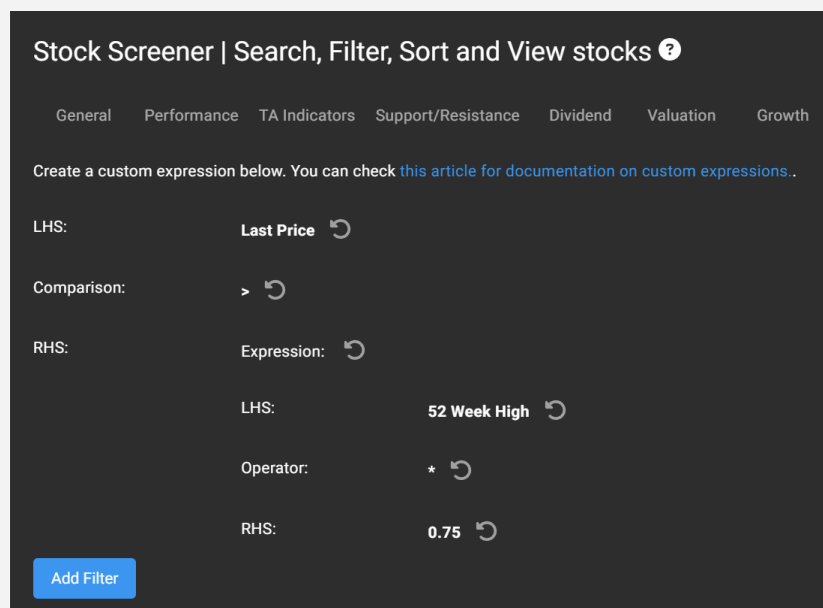 Stock Screener | Search, Filter, Sort and View stocks ?
General Performance TA Indicators Support/Resistance Dividend Valuation Growth
Create a custom expression below. You can check this article for documentation on custom expressions..
LHS: Last Price
Comparison: >
RHS: Expression:
LHS: 52 Week High
Operator: *
RHS: 0.75
Add Filter